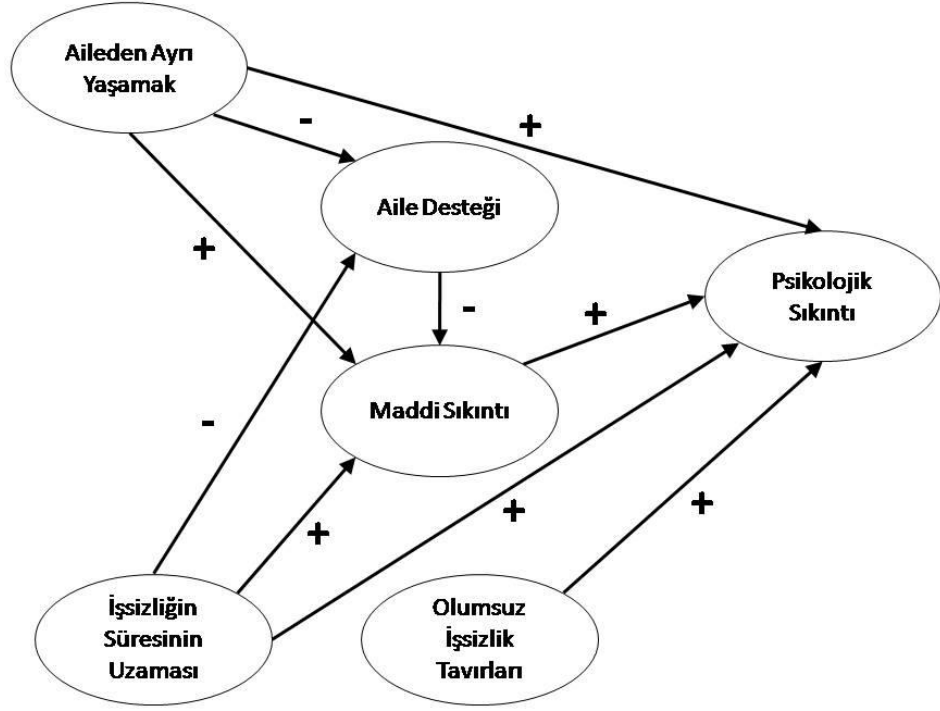 Aileden Ayrı
Yaşamak
-
+
Aile Desteği
+
-
Psikolojik
Sıkıntı
+
Maddi Sıkıntı
-
+
+
+
İşsizliğin
Süresinin
Uzaması
Olumsuz
İşsizlik
Tavırları